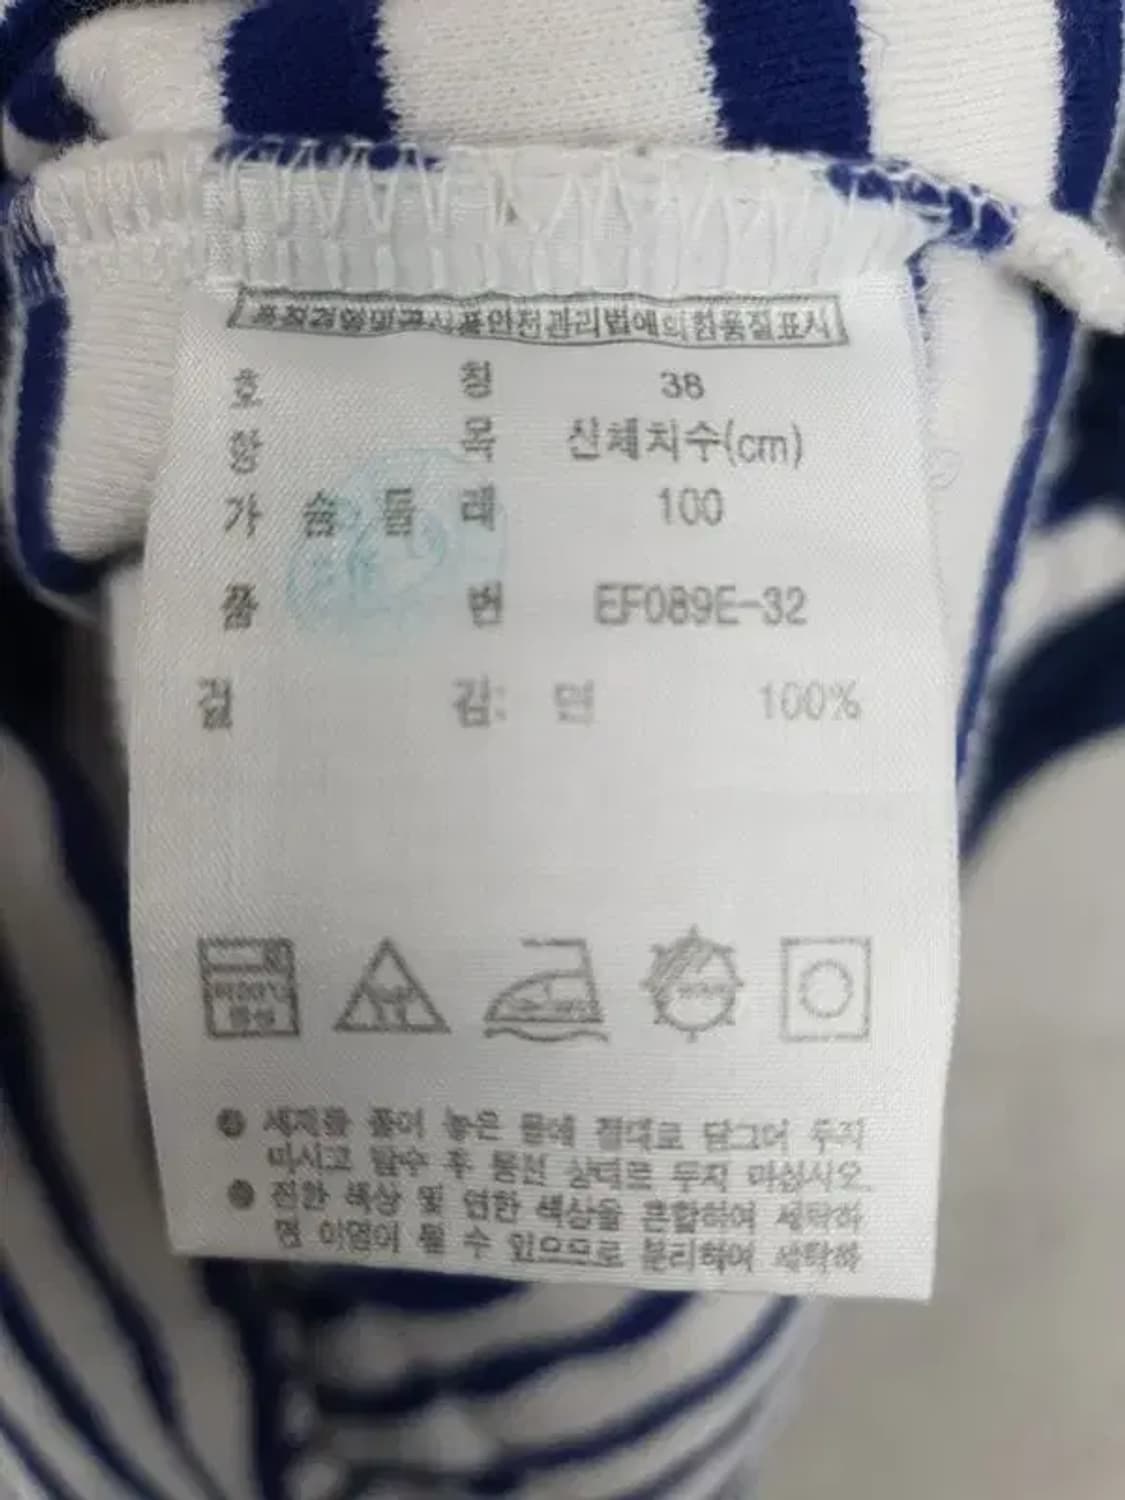 품질경영및공산품안전관리법에의한품질표시
호 칭 38
항 목 신체치수(cm)
가 슴 둘 레 100
품 번 EF089E-32
겉 감: 면 100%
❶ 세제를 풀어 놓은 물에 절대로 담그어 두지
마시고 탈수 후 통진 상태로 두지 마십시오.
❷ 진한 색상 및 연한 색상을 혼합하여 세탁하
면 이염이 될 수 있으므로 분리하여 세탁하